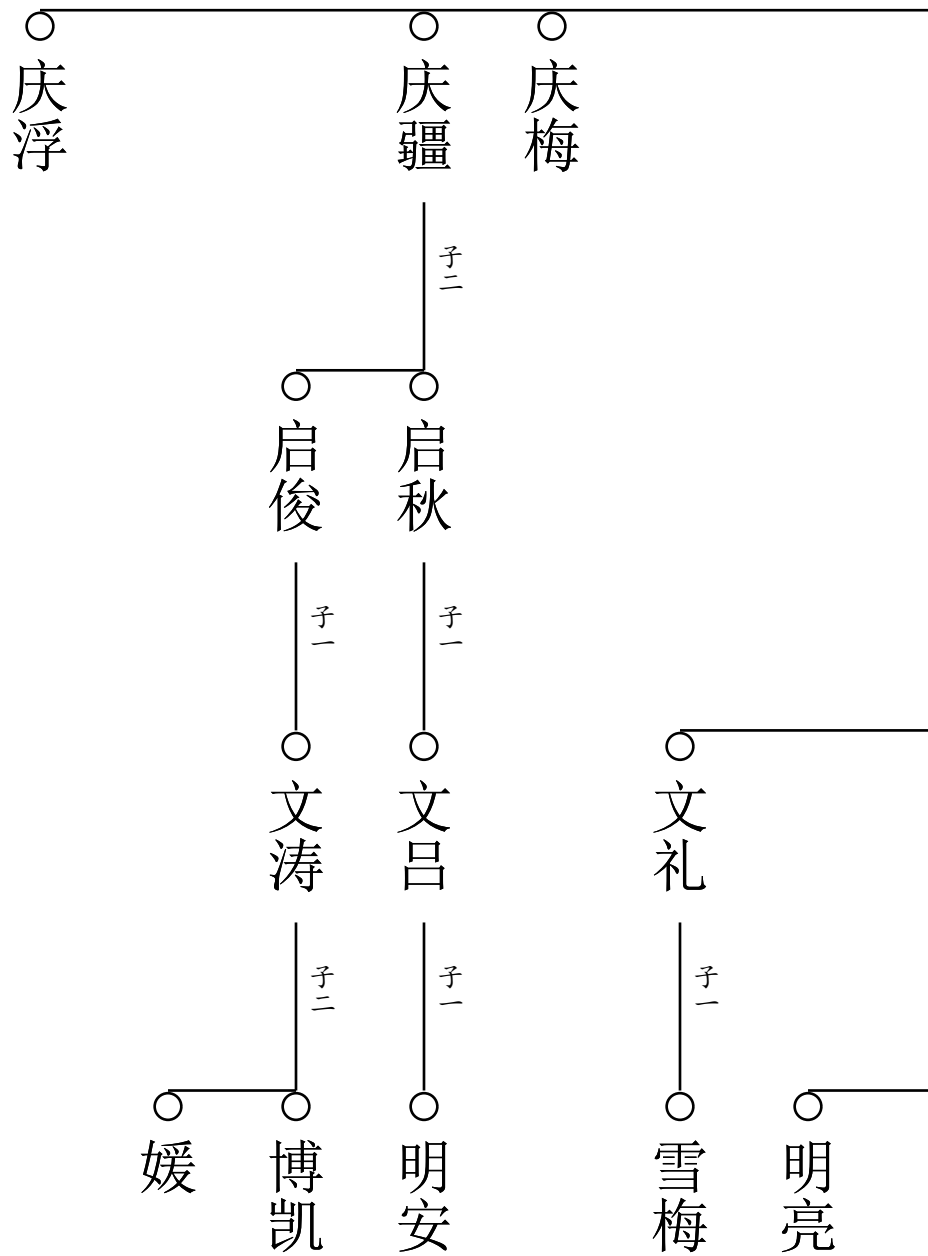 庆浮
庆疆
庆梅
子二
启俊
启秋
子一
子一
文涛
文吕
文礼
子二
子一
子一
媛
博凯
明安
雪梅
明亮